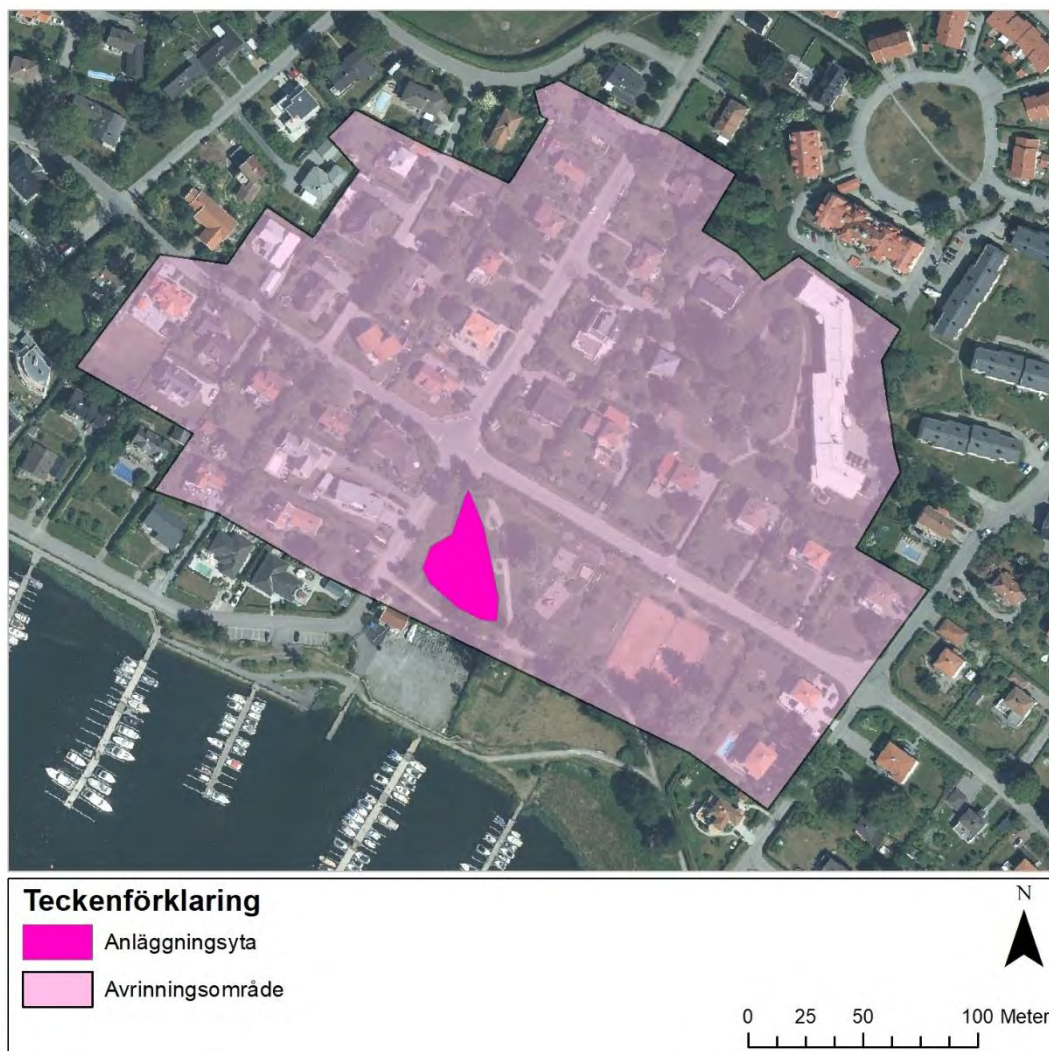 Teckenförklaring
Anläggningsyta
Avrinningsområde
N
0 25 50 100 Meter